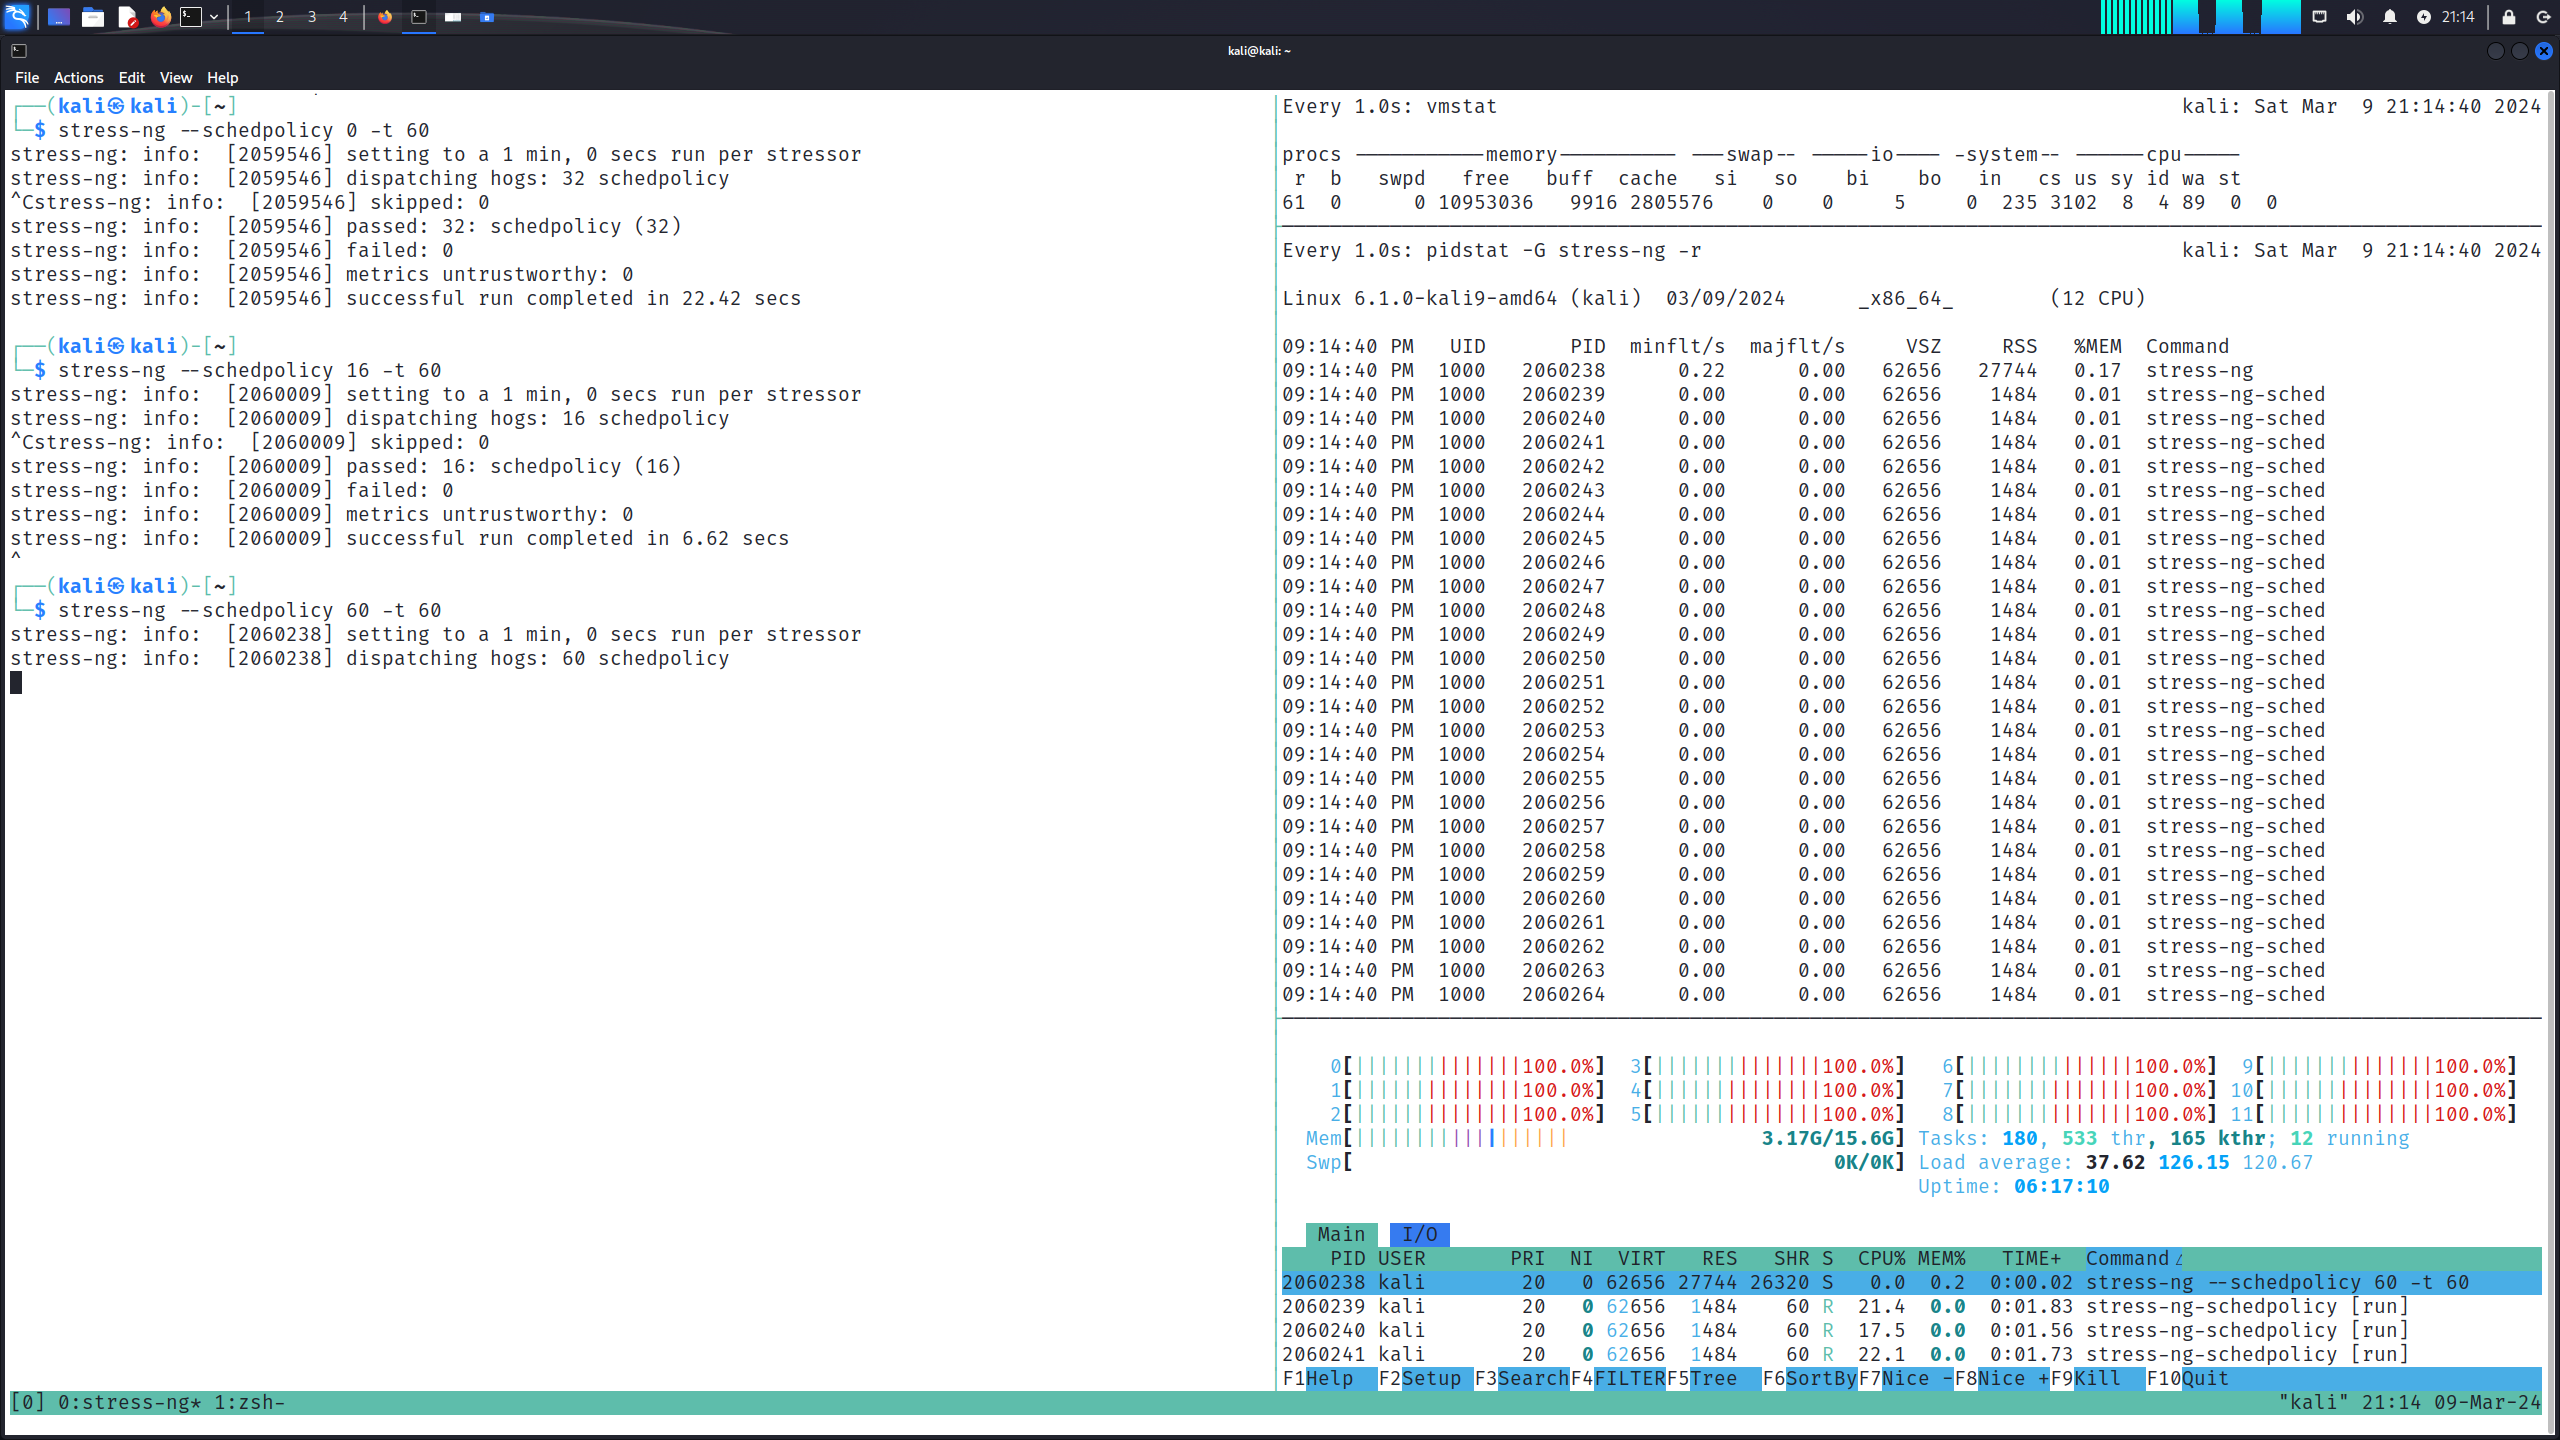 1 2 3 4 21:14
kali@kali: ~
File Actions Edit View Help
┌──(kali㉿kali)-[~]
└─$ stress-ng --schedpolicy 0 -t 60
stress-ng: info:  [2059546] setting to a 1 min, 0 secs run per stressor
stress-ng: info:  [2059546] dispatching hogs: 32 schedpolicy
^Cstress-ng: info:  [2059546] skipped: 0
stress-ng: info:  [2059546] passed: 32: schedpolicy (32)
stress-ng: info:  [2059546] failed: 0
stress-ng: info:  [2059546] metrics untrustworthy: 0
stress-ng: info:  [2059546] successful run completed in 22.42 secs
┌──(kali㉿kali)-[~]
└─$ stress-ng --schedpolicy 16 -t 60
stress-ng: info:  [2060009] setting to a 1 min, 0 secs run per stressor
stress-ng: info:  [2060009] dispatching hogs: 16 schedpolicy
^Cstress-ng: info:  [2060009] skipped: 0
stress-ng: info:  [2060009] passed: 16: schedpolicy (16)
stress-ng: info:  [2060009] failed: 0
stress-ng: info:  [2060009] metrics untrustworthy: 0
stress-ng: info:  [2060009] successful run completed in 6.62 secs
^
┌──(kali㉿kali)-[~]
└─$ stress-ng --schedpolicy 60 -t 60
stress-ng: info:  [2060238] setting to a 1 min, 0 secs run per stressor
stress-ng: info:  [2060238] dispatching hogs: 60 schedpolicy
Every 1.0s: vmstat kali: Sat Mar  9 21:14:40 2024
procs -----------memory---------- ---swap-- -----io---- -system-- ------cpu-----
r b swpd free buff cache si so bi bo in cs us sy id wa st
61 0 0 10953036 9916 2805576 0 0 5 0 235 3102 8 4 89 0 0
Every 1.0s: pidstat -G stress-ng -r kali: Sat Mar  9 21:14:40 2024
Linux 6.1.0-kali9-amd64 (kali) 03/09/2024 _x86_64_ (12 CPU)
09:14:40 PM UID PID minflt/s majflt/s VSZ RSS %MEM Command
09:14:40 PM 1000 2060238 0.22 0.00 62656 27744 0.17 stress-ng
09:14:40 PM 1000 2060239 0.00 0.00 62656 1484 0.01 stress-ng-sched
09:14:40 PM 1000 2060240 0.00 0.00 62656 1484 0.01 stress-ng-sched
09:14:40 PM 1000 2060241 0.00 0.00 62656 1484 0.01 stress-ng-sched
09:14:40 PM 1000 2060242 0.00 0.00 62656 1484 0.01 stress-ng-sched
09:14:40 PM 1000 2060243 0.00 0.00 62656 1484 0.01 stress-ng-sched
09:14:40 PM 1000 2060244 0.00 0.00 62656 1484 0.01 stress-ng-sched
09:14:40 PM 1000 2060245 0.00 0.00 62656 1484 0.01 stress-ng-sched
09:14:40 PM 1000 2060246 0.00 0.00 62656 1484 0.01 stress-ng-sched
09:14:40 PM 1000 2060247 0.00 0.00 62656 1484 0.01 stress-ng-sched
09:14:40 PM 1000 2060248 0.00 0.00 62656 1484 0.01 stress-ng-sched
09:14:40 PM 1000 2060249 0.00 0.00 62656 1484 0.01 stress-ng-sched
09:14:40 PM 1000 2060250 0.00 0.00 62656 1484 0.01 stress-ng-sched
09:14:40 PM 1000 2060251 0.00 0.00 62656 1484 0.01 stress-ng-sched
09:14:40 PM 1000 2060252 0.00 0.00 62656 1484 0.01 stress-ng-sched
09:14:40 PM 1000 2060253 0.00 0.00 62656 1484 0.01 stress-ng-sched
09:14:40 PM 1000 2060254 0.00 0.00 62656 1484 0.01 stress-ng-sched
09:14:40 PM 1000 2060255 0.00 0.00 62656 1484 0.01 stress-ng-sched
09:14:40 PM 1000 2060256 0.00 0.00 62656 1484 0.01 stress-ng-sched
09:14:40 PM 1000 2060257 0.00 0.00 62656 1484 0.01 stress-ng-sched
09:14:40 PM 1000 2060258 0.00 0.00 62656 1484 0.01 stress-ng-sched
09:14:40 PM 1000 2060259 0.00 0.00 62656 1484 0.01 stress-ng-sched
09:14:40 PM 1000 2060260 0.00 0.00 62656 1484 0.01 stress-ng-sched
09:14:40 PM 1000 2060261 0.00 0.00 62656 1484 0.01 stress-ng-sched
09:14:40 PM 1000 2060262 0.00 0.00 62656 1484 0.01 stress-ng-sched
09:14:40 PM 1000 2060263 0.00 0.00 62656 1484 0.01 stress-ng-sched
09:14:40 PM 1000 2060264 0.00 0.00 62656 1484 0.01 stress-ng-sched
0[||||||||||||||100.0%] 3[||||||||||||||100.0%] 6[||||||||||||||100.0%] 9[||||||||||||||100.0%]
1[||||||||||||||100.0%] 4[||||||||||||||100.0%] 7[||||||||||||||100.0%] 10[||||||||||||||100.0%]
2[||||||||||||||100.0%] 5[||||||||||||||100.0%] 8[||||||||||||||100.0%] 11[||||||||||||||100.0%]
Mem[|||||||||||||||||| 3.17G/15.6G] Tasks: 180, 533 thr, 165 kthr; 12 running
Swp[ 0K/0K] Load average: 37.62 126.15 120.67
Uptime: 06:17:10
Main I/O
PID USER PRI NI VIRT RES SHR S CPU% MEM% TIME+ Command△
2060238 kali 20 0 62656 27744 26320 S 0.0 0.2 0:00.02 stress-ng --schedpolicy 60 -t 60
2060239 kali 20 0 62656 1484 60 R 21.4 0.0 0:01.83 stress-ng-schedpolicy [run]
2060240 kali 20 0 62656 1484 60 R 17.5 0.0 0:01.56 stress-ng-schedpolicy [run]
2060241 kali 20 0 62656 1484 60 R 22.1 0.0 0:01.73 stress-ng-schedpolicy [run]
F1Help F2Setup F3SearchF4FILTERF5Tree F6SortByF7Nice -F8Nice +F9Kill F10Quit
[0] 0:stress-ng* 1:zsh- "kali" 21:14 09-Mar-24